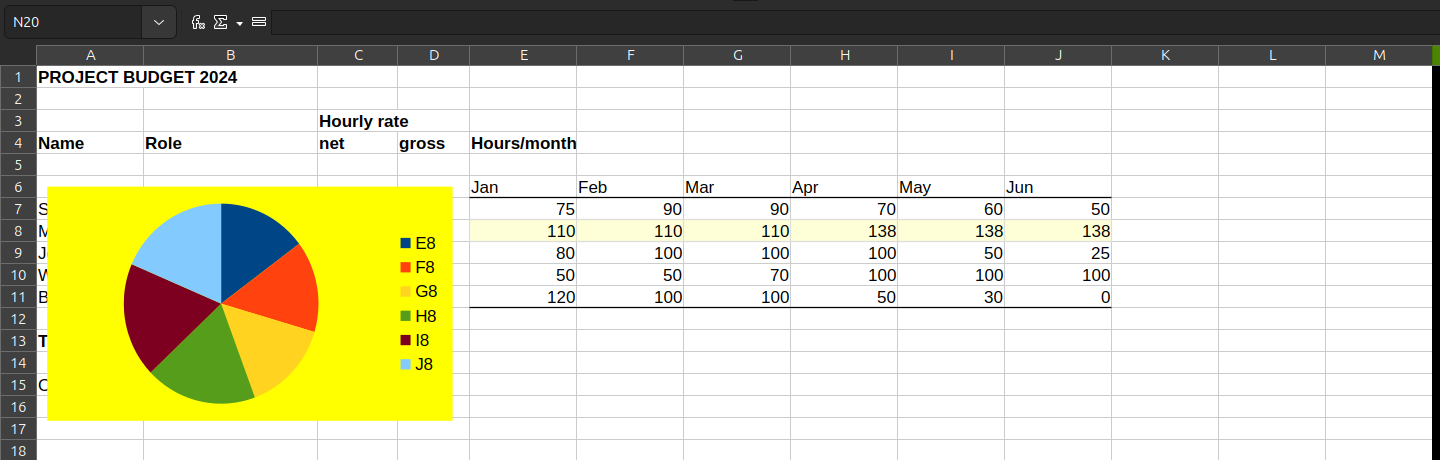 N20
A B C D E F G H I J K L M
1 PROJECT BUDGET 2024
2
3 Hourly rate
4 Name Role net gross Hours/month
5
6 Jan Feb Mar Apr May Jun
7 S 75 90 90 70 60 50
8 M 110 110 110 138 138 138
9 J 80 100 100 100 50 25
10 W 50 50 70 100 100 100
11 B 120 100 100 50 30 0
12
13 T
14
15
16
17
18
E8
F8
G8
H8
I8
J8